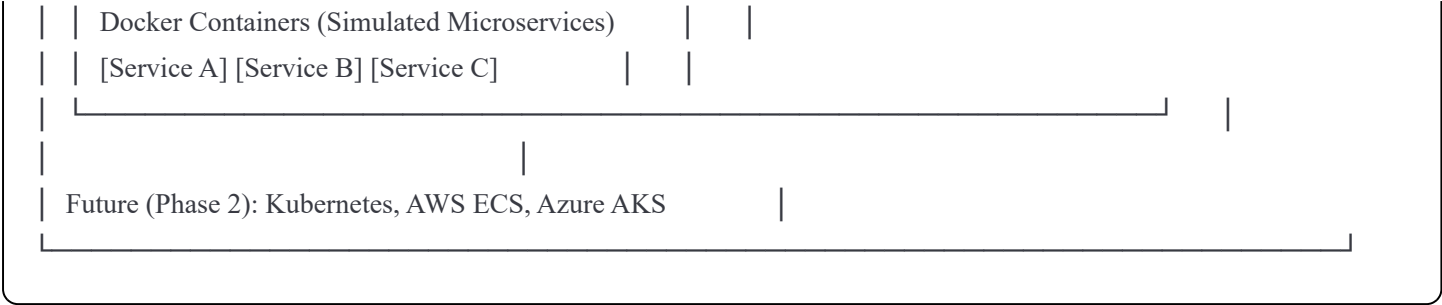 │ │ Docker Containers (Simulated Microservices) │ │
│ │ [Service A] [Service B] [Service C] │ │
│ └──────────────────────────────────────────┘ │
│ │
│ Future (Phase 2): Kubernetes, AWS ECS, Azure AKS │
└──────────────────────────────────────────────────┘